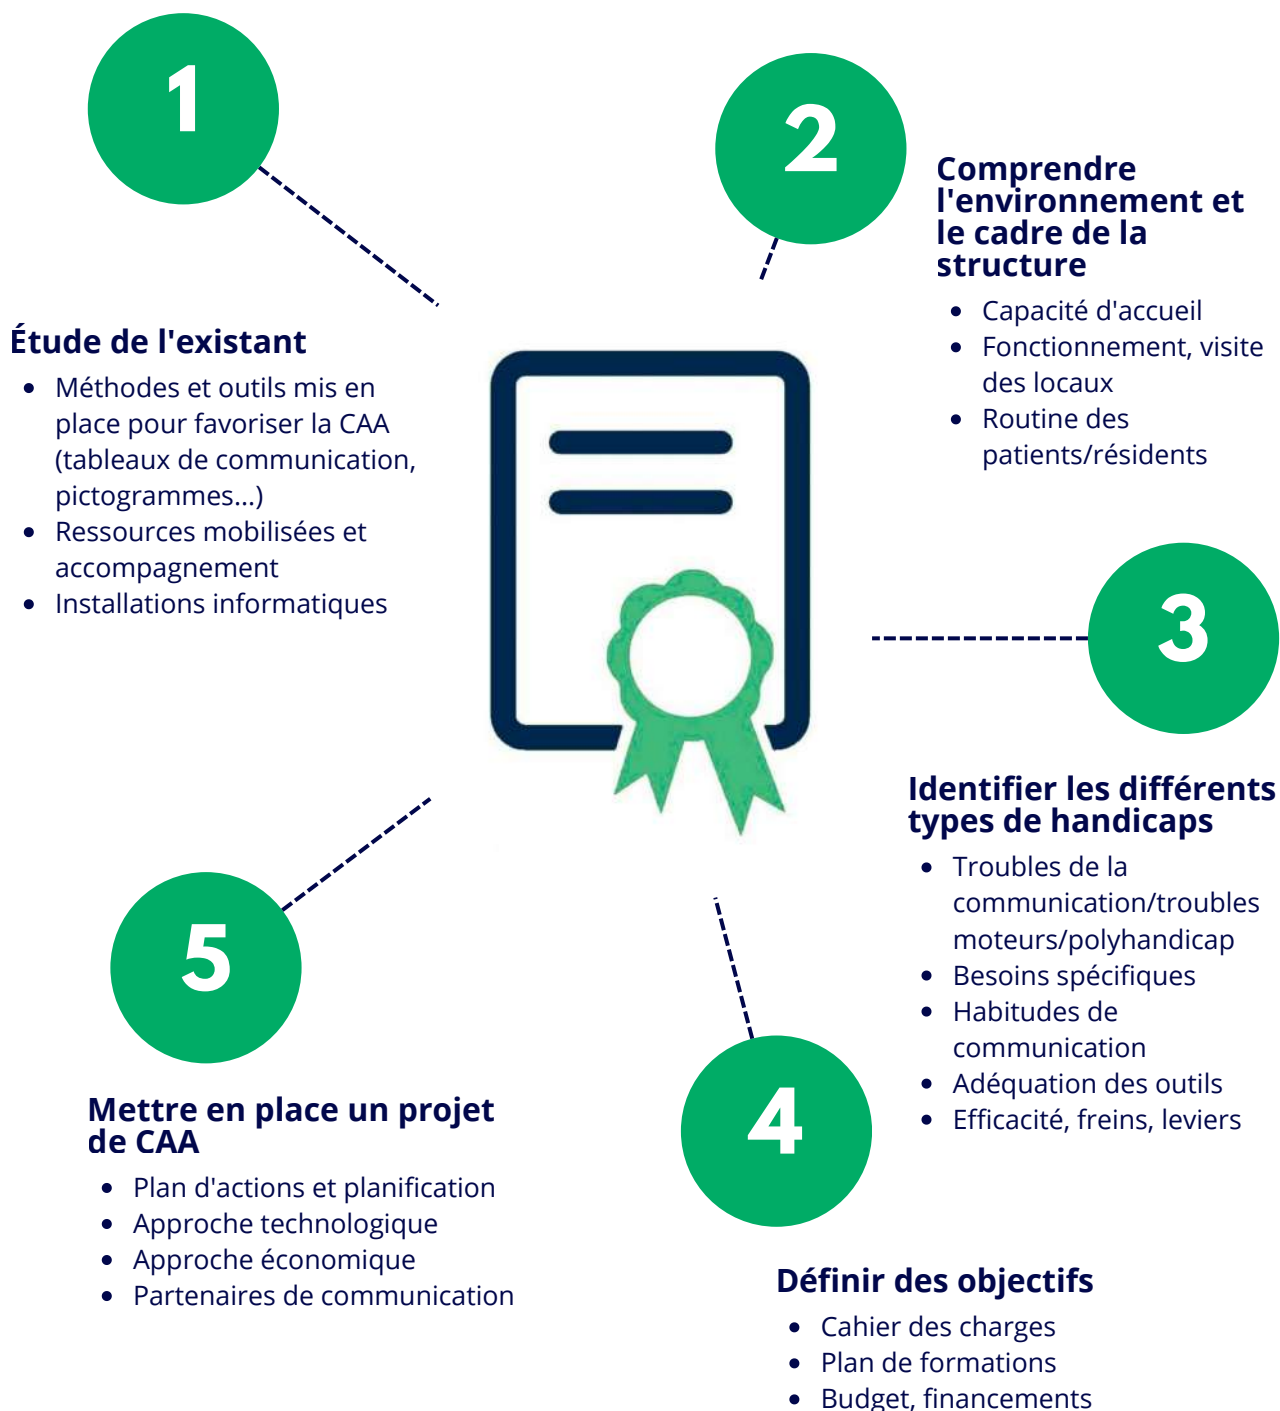 1
Étude de l'existant
• Méthodes et outils mis en
place pour favoriser la CAA
(tableaux de communication,
pictogrammes...)
• Ressources mobilisées et
accompagnement
• Installations informatiques
2
Comprendre
l'environnement et
le cadre de la
structure
• Capacité d'accueil
• Fonctionnement, visite
des locaux
• Routine des
patients/résidents
3
Identifier les différents
types de handicaps
• Troubles de la
communication/troubles
moteurs/polyhandicap
• Besoins spécifiques
• Habitudes de
communication
• Adéquation des outils
• Efficacité, freins, leviers
4
Définir des objectifs
• Cahier des charges
• Plan de formations
• Budget, financements
5
Mettre en place un projet
de CAA
• Plan d'actions et planification
• Approche technologique
• Approche économique
• Partenaires de communication